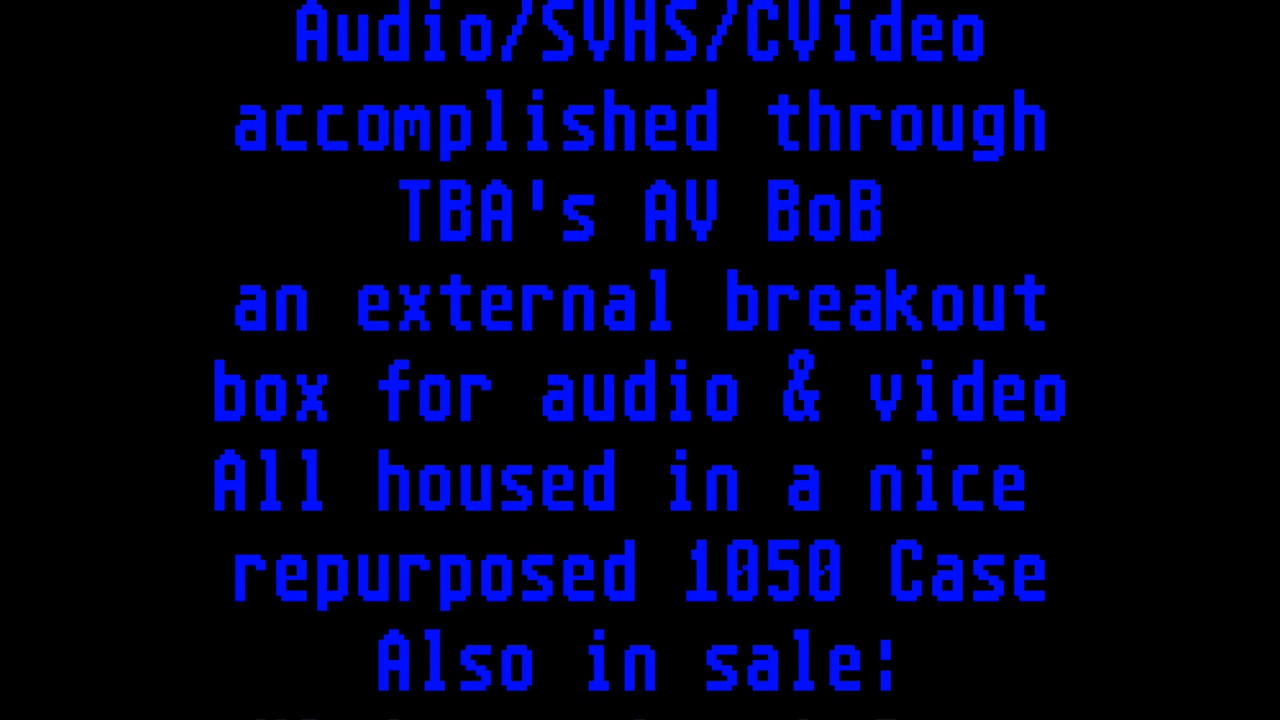 Audio/SVHS/CVideo
accomplished through
TBA's AV BoB
an external breakout
box for audio & video
All housed in a nice
repurposed 1050 Case
Also in sale: